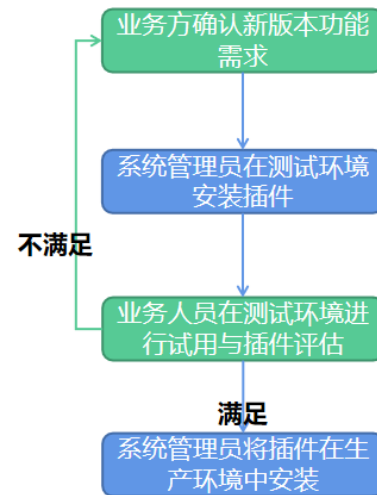 业务方确认新版本功能
需求
系统管理员在测试环境
安装插件
不满足
业务人员在测试环境进
行试用与插件评估
满足
系统管理员将插件在生
产环境中安装